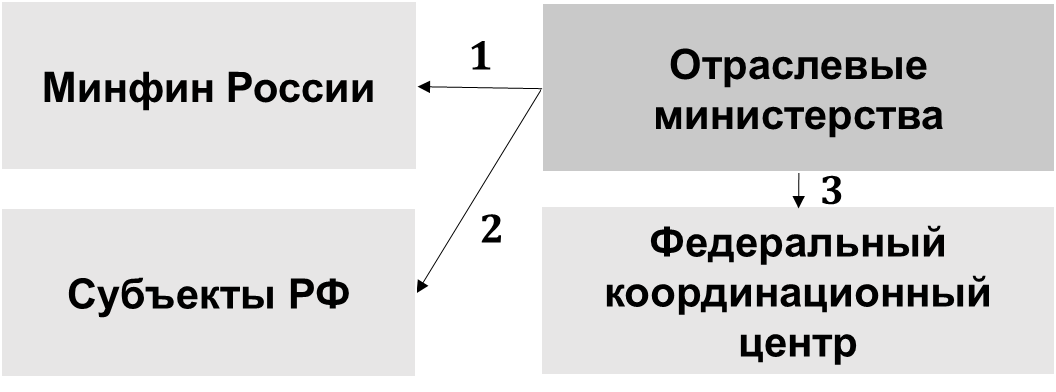 Минфин России
1
Отраслевые
министерства
2
3
Субъекты РФ
Федеральный
координационный
центр